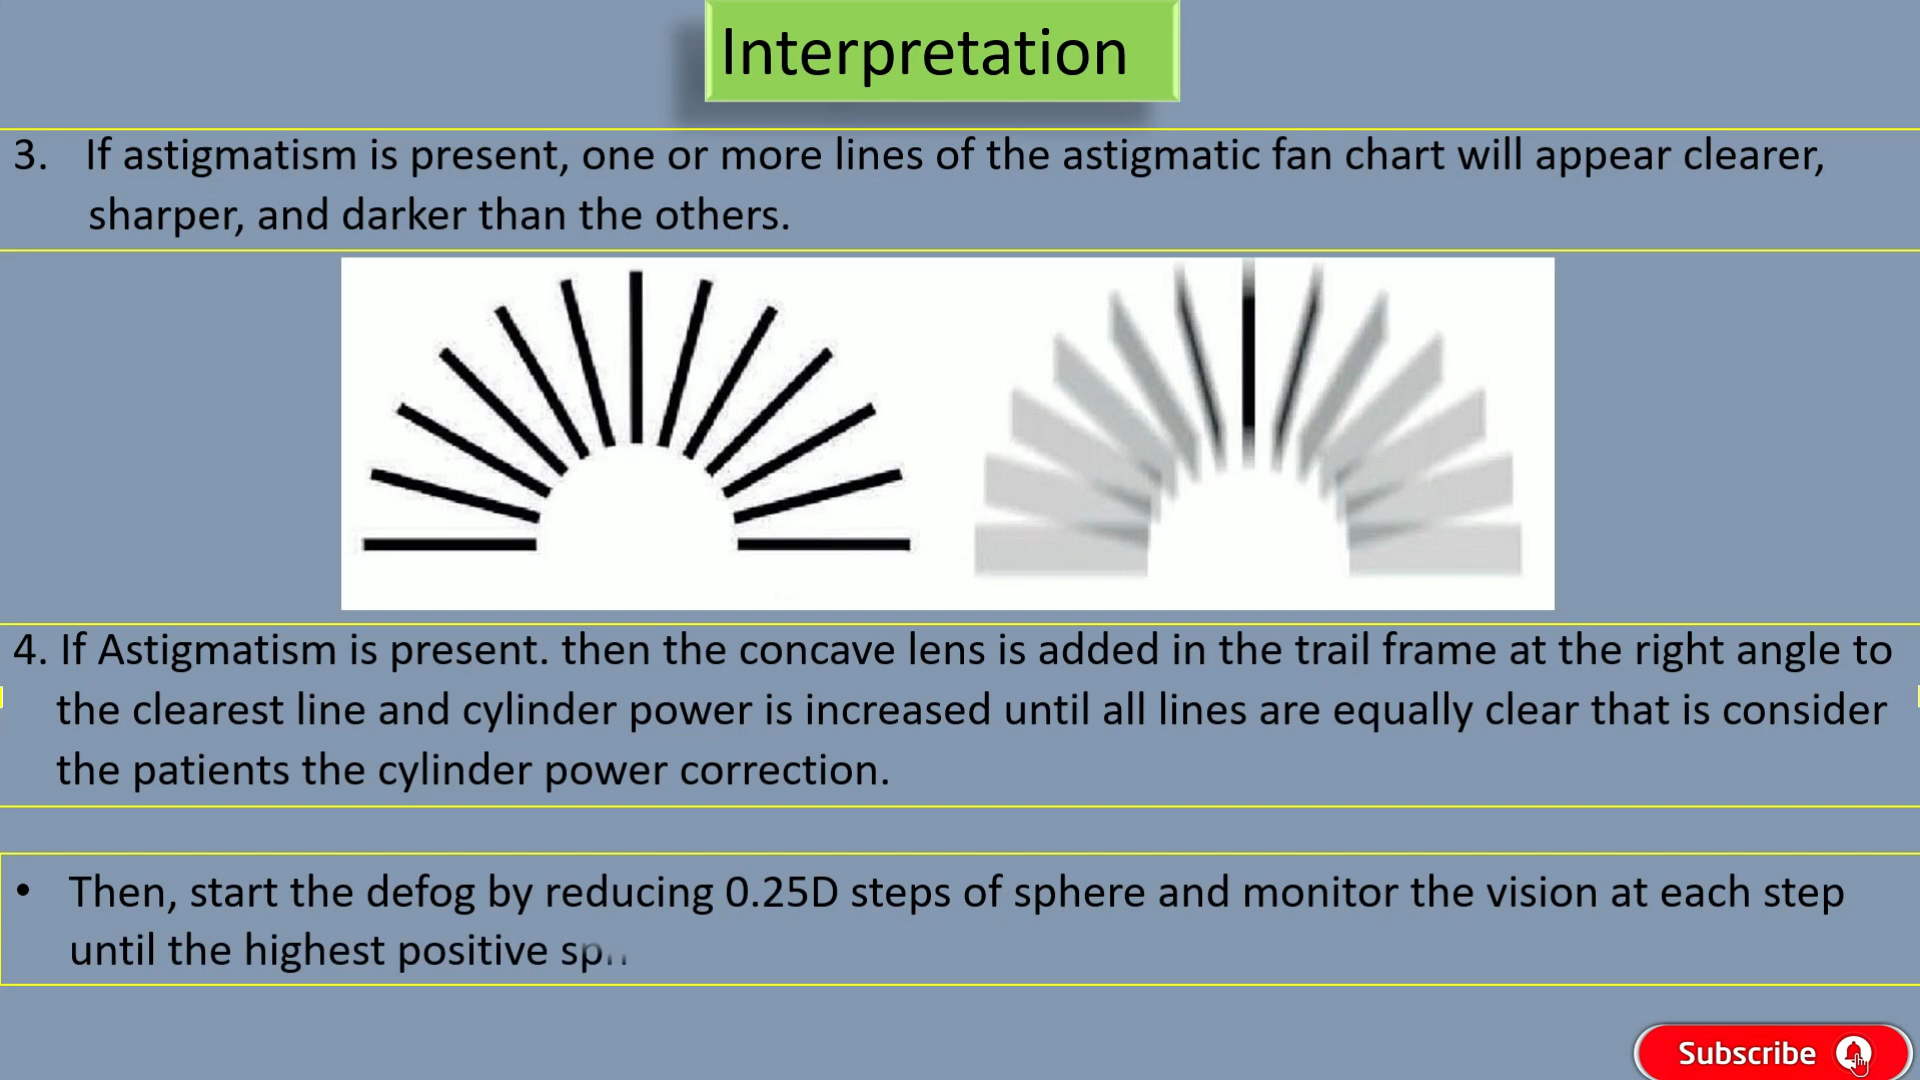 Interpretation
3. If astigmatism is present, one or more lines of the astigmatic fan chart will appear clearer,
sharper, and darker than the others.
4. If Astigmatism is present. then the concave lens is added in the trail frame at the right angle to
the clearest line and cylinder power is increased until all lines are equally clear that is consider
the patients the cylinder power correction.
• Then, start the defog by reducing 0.25D steps of sphere and monitor the vision at each step
until the highest positive
Subscribe